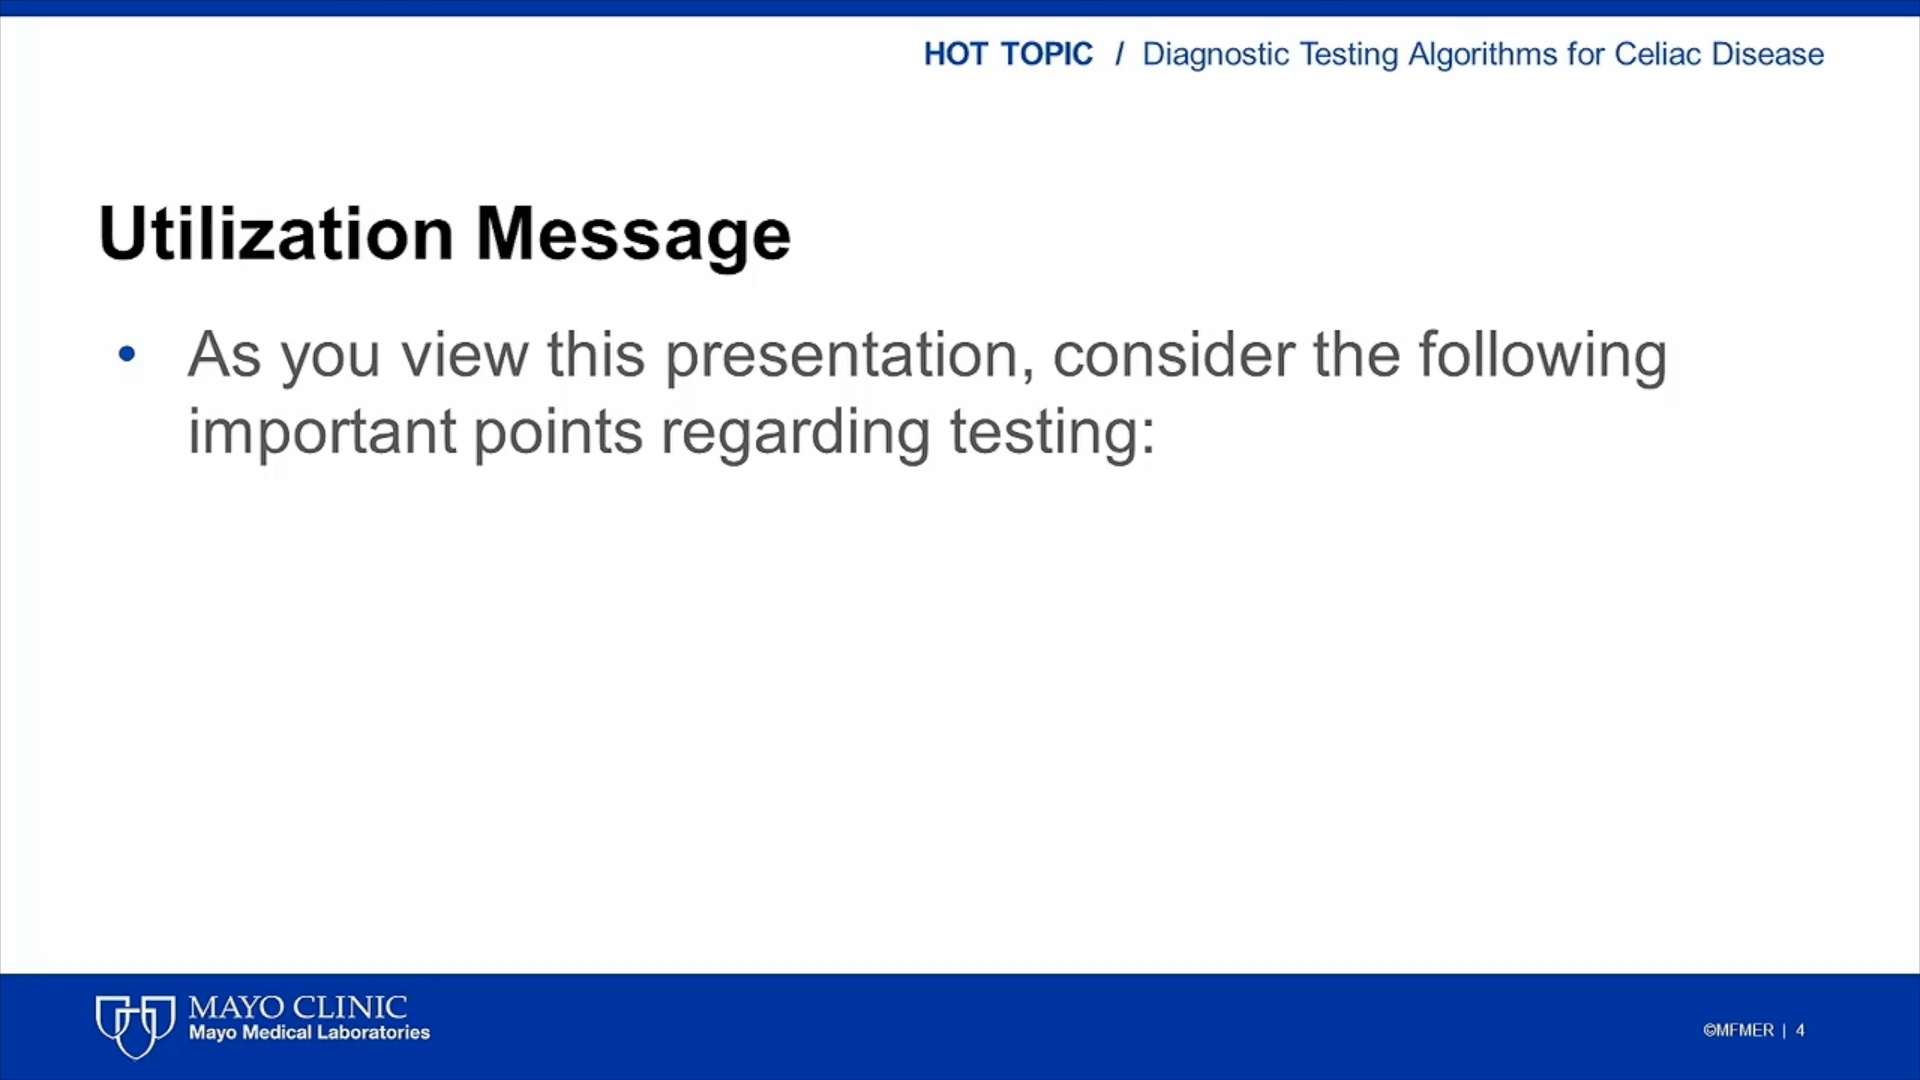 HOT TOPIC / Diagnostic Testing Algorithms for Celiac Disease
Utilization Message
• As you view this presentation, consider the following
important points regarding testing:
MAYO CLINIC
Mayo Medical Laboratories
©MFMER | 4